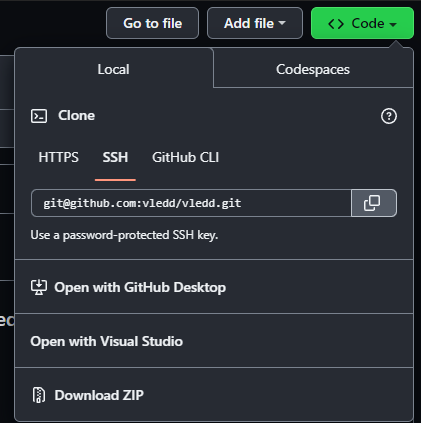 Go to file
Add file
<> Code
Local
Codespaces
Clone
HTTPS
SSH
GitHub CLI
git@github.com:vledd/vledd.git
Use a password-protected SSH key.
Open with GitHub Desktop
ed
Open with Visual Studio
Download ZIP